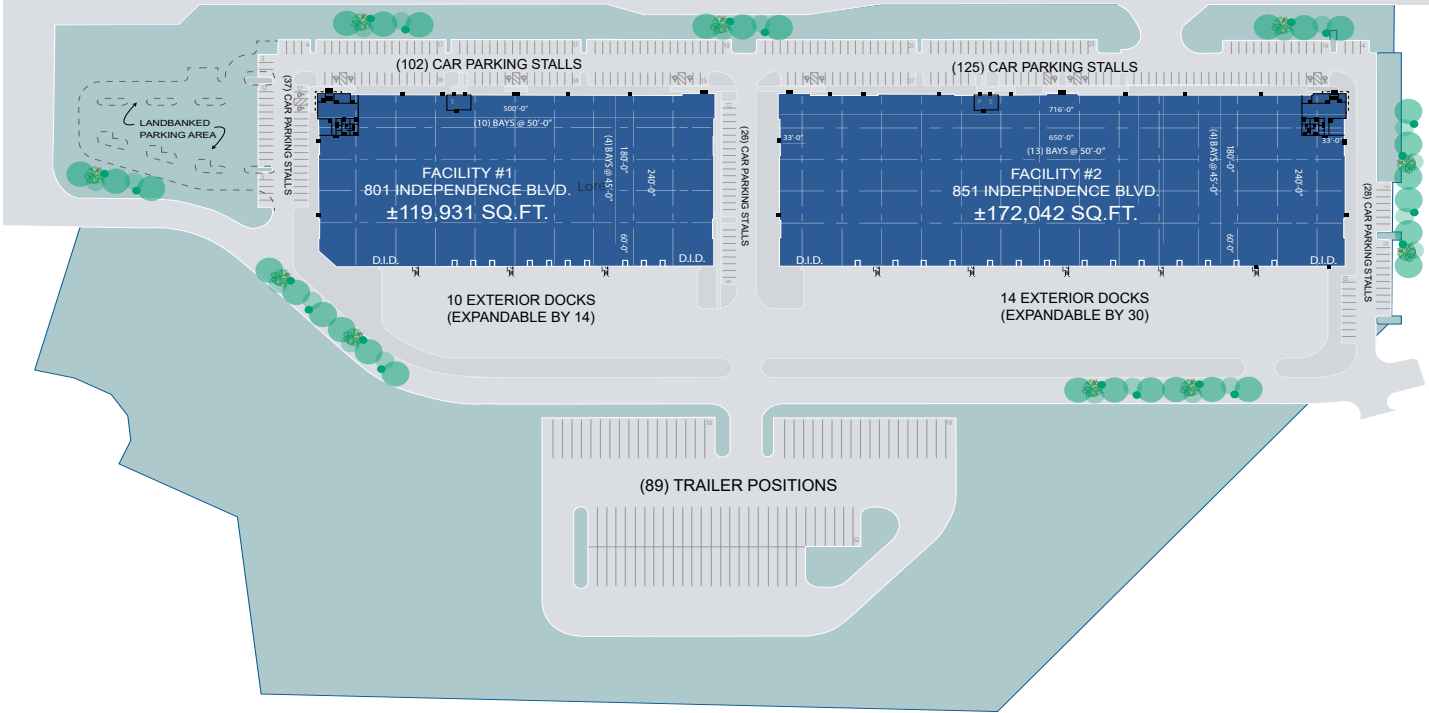 (102) CAR PARKING STALLS
(125) CAR PARKING STALLS
(37) CAR PARKING STALLS
LANDBANKED
PARKING AREA
500'-0"
(10) BAYS @ 50'-0"
(4) BAYS @ 45'-0"
180'-0"
240'-0"
60'-0"
FACILITY #1
801 INDEPENDENCE BLVD.
Lore
±119,931 SQ.FT.
D.I.D.
D.I.D.
(26) CAR PARKING STALLS
716'-0"
33'-0"
650'-0"
33'-0"
(13) BAYS @ 50'-0"
(4) BAYS @ 45'-0"
180'-0"
240'-0"
60'-0"
FACILITY #2
851 INDEPENDENCE BLVD.
±172,042 SQ.FT.
D.I.D.
D.I.D.
(28) CAR PARKING STALLS
10 EXTERIOR DOCKS
(EXPANDABLE BY 14)
14 EXTERIOR DOCKS
(EXPANDABLE BY 30)
(89) TRAILER POSITIONS